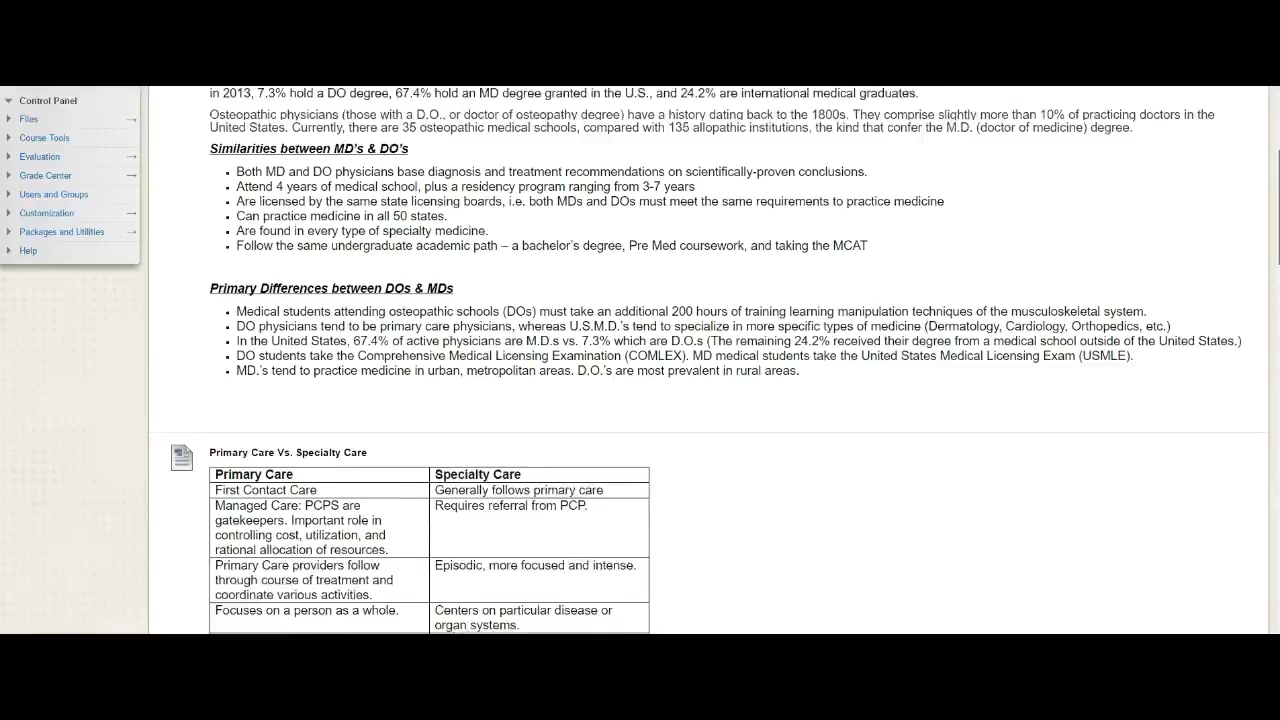 Control Panel
Files
Course Tools
Evaluation
Grade Center
Users and Groups
Customization
Packages and Utilities
Help
in 2013, 7.3% hold a DO degree, 67.4% hold an MD degree granted in the U.S., and 24.2% are international medical graduates.
Osteopathic physicians (those with a D.O., or doctor of osteopathy degree) have a history dating back to the 1800s. They comprise slightly more than 10% of practicing doctors in the
United States. Currently, there are 35 osteopathic medical schools, compared with 135 allopathic institutions, the kind that confer the M.D. (doctor of medicine) degree.
Similarities between MD's & DO's
Both MD and DO physicians base diagnosis and treatment recommendations on scientifically-proven conclusions.
Attend 4 years of medical school, plus a residency program ranging from 3-7 years
Are licensed by the same state licensing boards, i.e. both MDs and DOs must meet the same requirements to practice medicine
Can practice medicine in all 50 states.
Are found in every type of specialty medicine.
Follow the same undergraduate academic path – a bachelor's degree, Pre Med coursework, and taking the MCAT
Primary Differences between DOs & MDs
Medical students attending osteopathic schools (DOs) must take an additional 200 hours of training learning manipulation techniques of the musculoskeletal system.
DO physicians tend to be primary care physicians, whereas U.S.M.D.'s tend to specialize in more specific types of medicine (Dermatology, Cardiology, Orthopedics, etc.)
In the United States, 67.4% of active physicians are M.D.s vs. 7.3% which are D.O.s (The remaining 24.2% received their degree from a medical school outside of the United States.)
DO students take the Comprehensive Medical Licensing Examination (COMLEX). MD medical students take the United States Medical Licensing Exam (USMLE).
MD.'s tend to practice medicine in urban, metropolitan areas. D.O.'s are most prevalent in rural areas.
Primary Care Vs. Specialty Care
Primary Care
Specialty Care
First Contact Care
Generally follows primary care
Managed Care: PCPS are
gatekeepers. Important role in
controlling cost, utilization, and
rational allocation of resources.
Requires referral from PCP.
Primary Care providers follow
through course of treatment and
coordinate various activities.
Episodic, more focused and intense.
Focuses on a person as a whole.
Centers on particular disease or
organ systems.